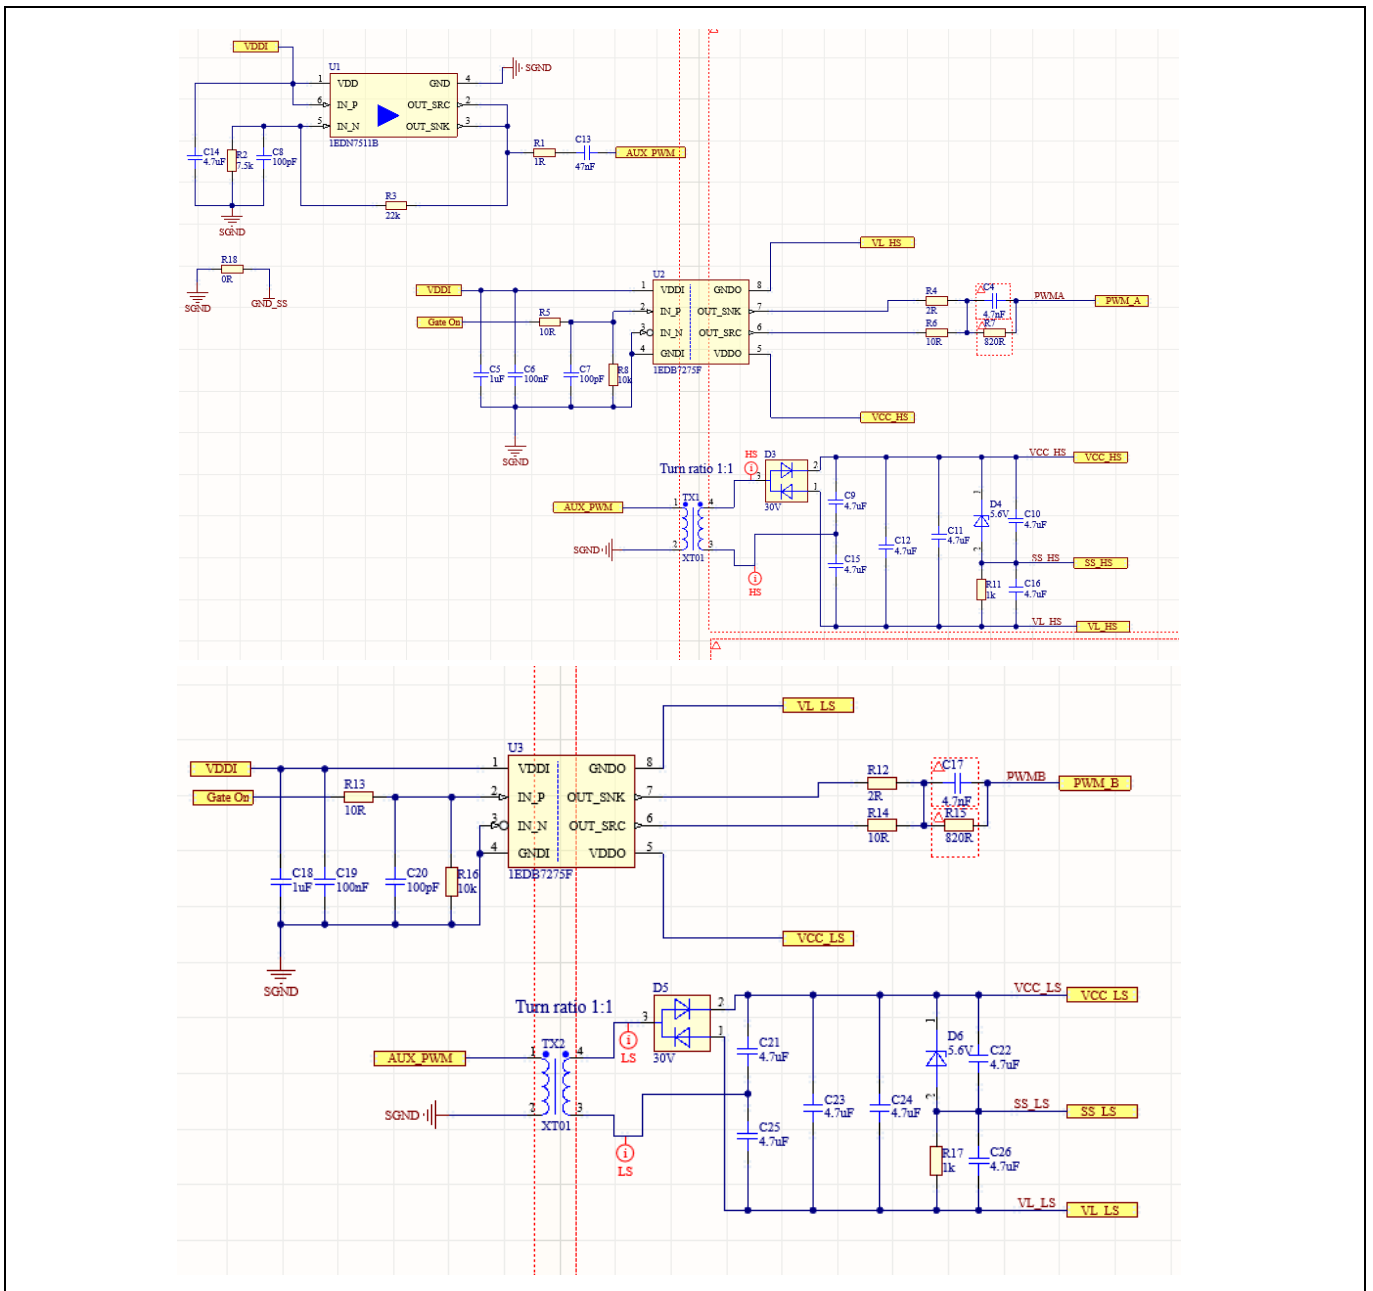 VDDI
U1
SGND
1 VDD GND 4
6 IN_P OUT_SRC 2
5 IN_N OUT_SNK 3
1EDN7511B
C14
4.7uF
R2
7.5k
C8
100pF
R1
1R
C13
47nF
AUX_PWM
R3
22k
SGND
R18
0R
SGND
GND_SS
VL_HS
U2
VDDI
1 VDDI GNDO 8
2 IN_P OUT_SNK 7
3 IN_N OUT_SRC 6
4 GNDI VDDO 5
1EDB7275F
Gate On
R5
10R
C5
1uF
C6
100nF
C7
100pF
R8
10k
SGND
R4
2R
R6
10R
C4
4.7nF
R7
820R
PWMA
PWM_A
VCC_HS
Turn ratio 1:1
HS
D3
3
2
1
30V
AUX_PWM
1
TX1
4
SGND
2
3
XT01
HS
C9
4.7uF
C15
4.7uF
C12
4.7uF
C11
4.7uF
1
D4
5.6V
2
C10
4.7uF
R11
1k
C16
4.7uF
VCC_HS
VCC_HS
SS_HS
SS_HS
VL_HS
VL_HS
VL_LS
U3
VDDI
1 VDDI GNDO 8
2 IN_P OUT_SNK 7
3 IN_N OUT_SRC 6
4 GNDI VDDO 5
1EDB7275F
Gate On
R13
10R
C18
1uF
C19
100nF
C20
100pF
R16
10k
SGND
R12
2R
R14
10R
C17
4.7nF
R15
820R
PWMB
PWM_B
VCC_LS
Turn ratio 1:1
LS
D5
3
2
1
30V
AUX_PWM
1
TX2
4
SGND
2
3
XT01
LS
C21
4.7uF
C25
4.7uF
C23
4.7uF
C24
4.7uF
1
D6
5.6V
2
C22
4.7uF
R17
1k
C26
4.7uF
VCC_LS
VCC_LS
SS_LS
SS_LS
VL_LS
VL_LS